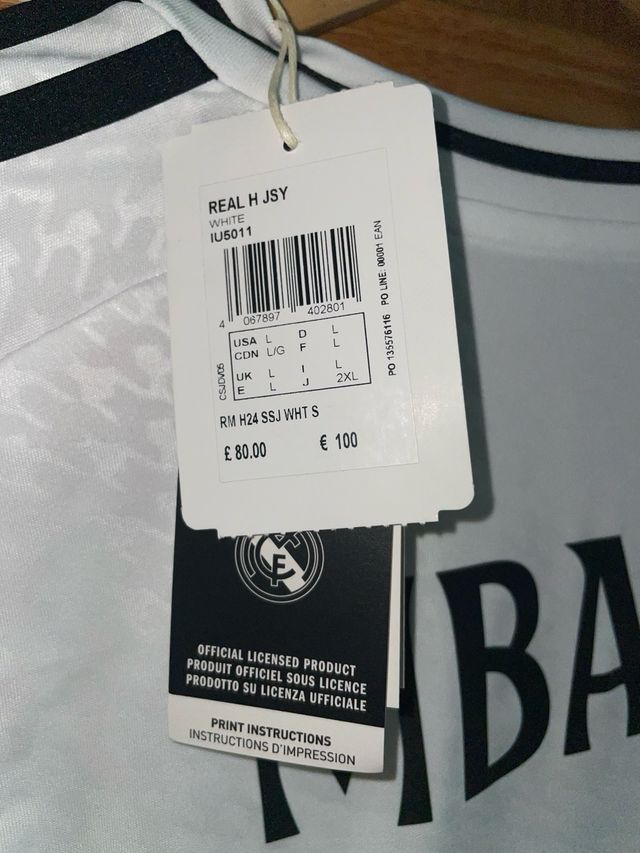 REAL H JSY
WHITE
IU5011
4 067897 402801
USA L D L
CDN L/G F L
UK L I L
E L J 2XL
CSJDV05
PO 135576116 PO LINE: 00001 EAN
RM H24 SSJ WHT S
£ 80.00 € 100
OFFICIAL LICENSED PRODUCT
PRODUIT OFFICIEL SOUS LICENCE
PRODOTTO SU LICENZA UFFICIALE
PRINT INSTRUCTIONS
INSTRUCTIONS D'IMPRESSION
MBA